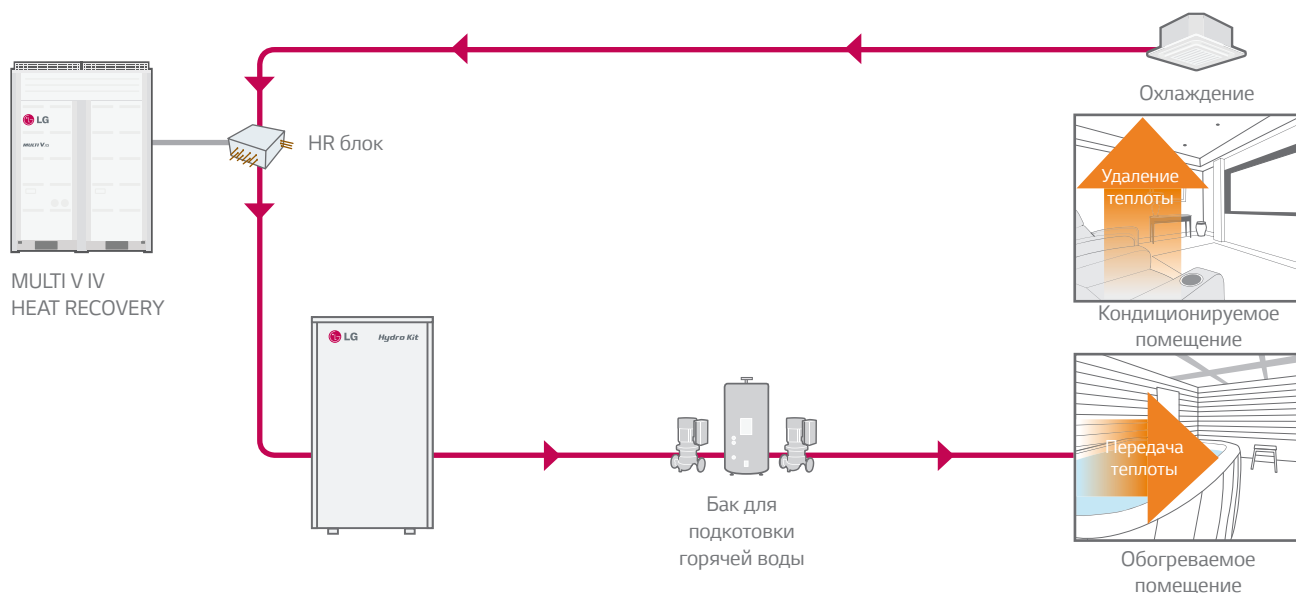 Охлаждение
LG
MULTI V IV
HR блок
Удаление
теплоты
MULTI V IV
HEAT RECOVERY
Кондиционируемое
помещение
LG Hydro Kit
Передача
теплоты
Бак для
подкотовки
горячей воды
Обогреваемое
помещение